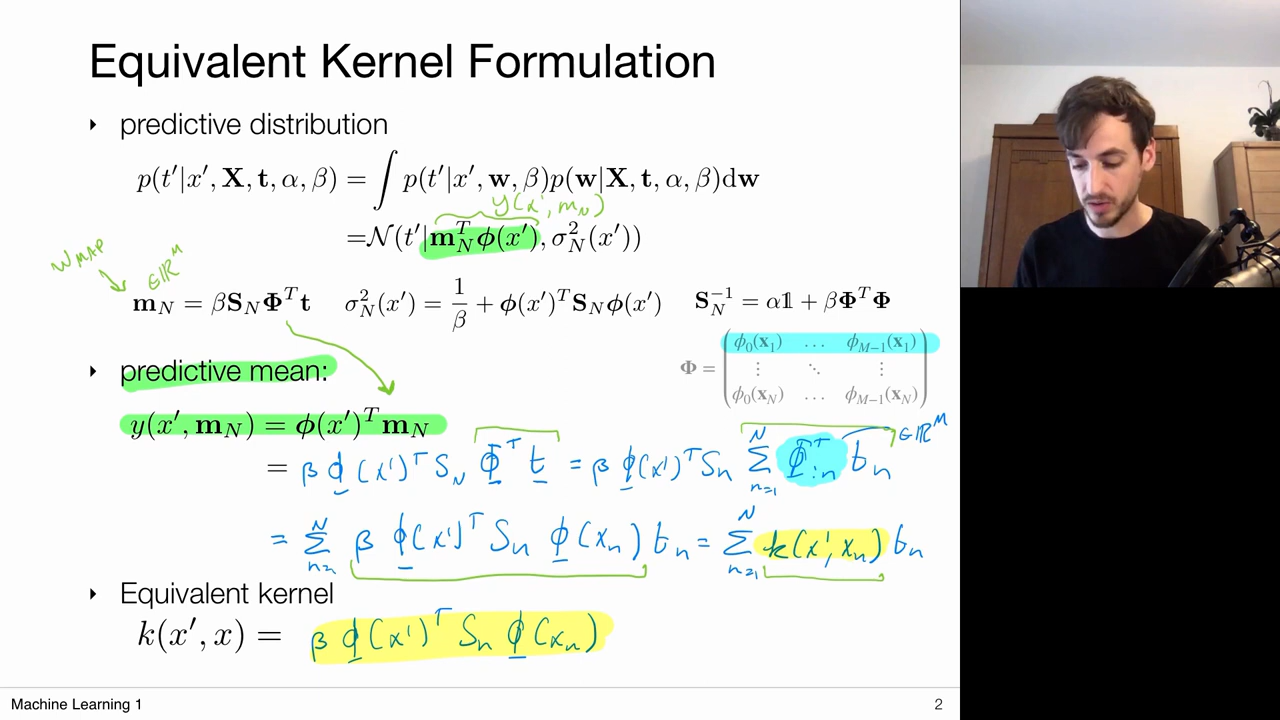 Equivalent Kernel Formulation
‣ predictive distribution
p(t′|x′, X, t, α, β) = ∫ p(t′|x′, w, β)p(w|X, t, α, β)dw
y(x′, m_N)
=𝒩(t′|m_N^T ϕ(x′), σ_N^2(x′))
W_MAP ∈ℝ^M
m_N = βS_NΦ^T t σ_N^2(x′) = 1/β + ϕ(x′)^T S_N ϕ(x′) S_N^{-1} = α𝟙 + βΦ^TΦ
‣ predictive mean:
Φ = ( ϕ_0(x_1) … ϕ_{M−1}(x_1)
⋮ ⋱ ⋮
ϕ_0(x_N) … ϕ_{M−1}(x_N) )
y(x′, m_N) = ϕ(x′)^T m_N
= β ϕ(x′)^T S_N Φ^T t = β ϕ(x′)^T S_n Σ_{n=1}^N Φ^T_{:n} t_n ∈ℝ^M
= Σ_{n=}^N β ϕ(x′)^T S_n ϕ(x_n) t_n = Σ_{n=1}^N k(x′, x_n) t_n
‣ Equivalent kernel
k(x′, x) = β ϕ(x′)^T S_n ϕ(x_n)
Machine Learning 1 2